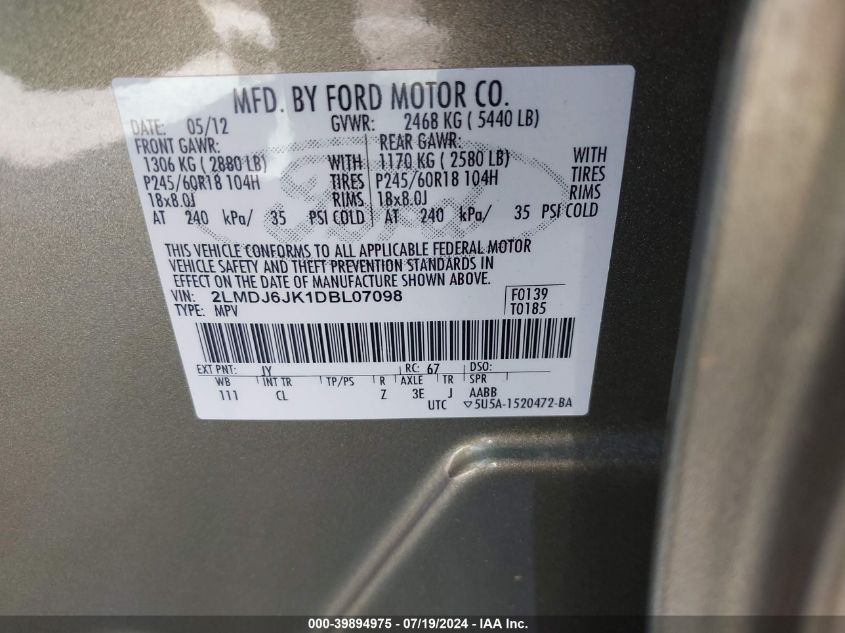 MFD. BY FORD MOTOR CO.
DATE: 05/12 GVWR: 2468 KG ( 5440 LB)
FRONT GAWR: REAR GAWR:
1306 KG ( 2880 LB) WITH 1170 KG ( 2580 LB) WITH
P245/60R18 104H TIRES P245/60R18 104H TIRES
18x8.0J RIMS 18x8.0J RIMS
AT 240 kPa/ 35 PSI COLD AT 240 kPa/ 35 PSI COLD
Ford
THIS VEHICLE CONFORMS TO ALL APPLICABLE FEDERAL MOTOR
VEHICLE SAFETY AND THEFT PREVENTION STANDARDS IN
EFFECT ON THE DATE OF MANUFACTURE SHOWN ABOVE.
VIN: 2LMDJ6JK1DBL07098 F0139
TYPE: MPV T0185
EXT PNT: JY RC: 67 DSO:
WB INT TR TP/PS R AXLE TR SPR
111 CL Z 3E J AABB
UTC ▽5U5A-1520472-BA
000-39894975 - 07/19/2024 - IAAI Inc.